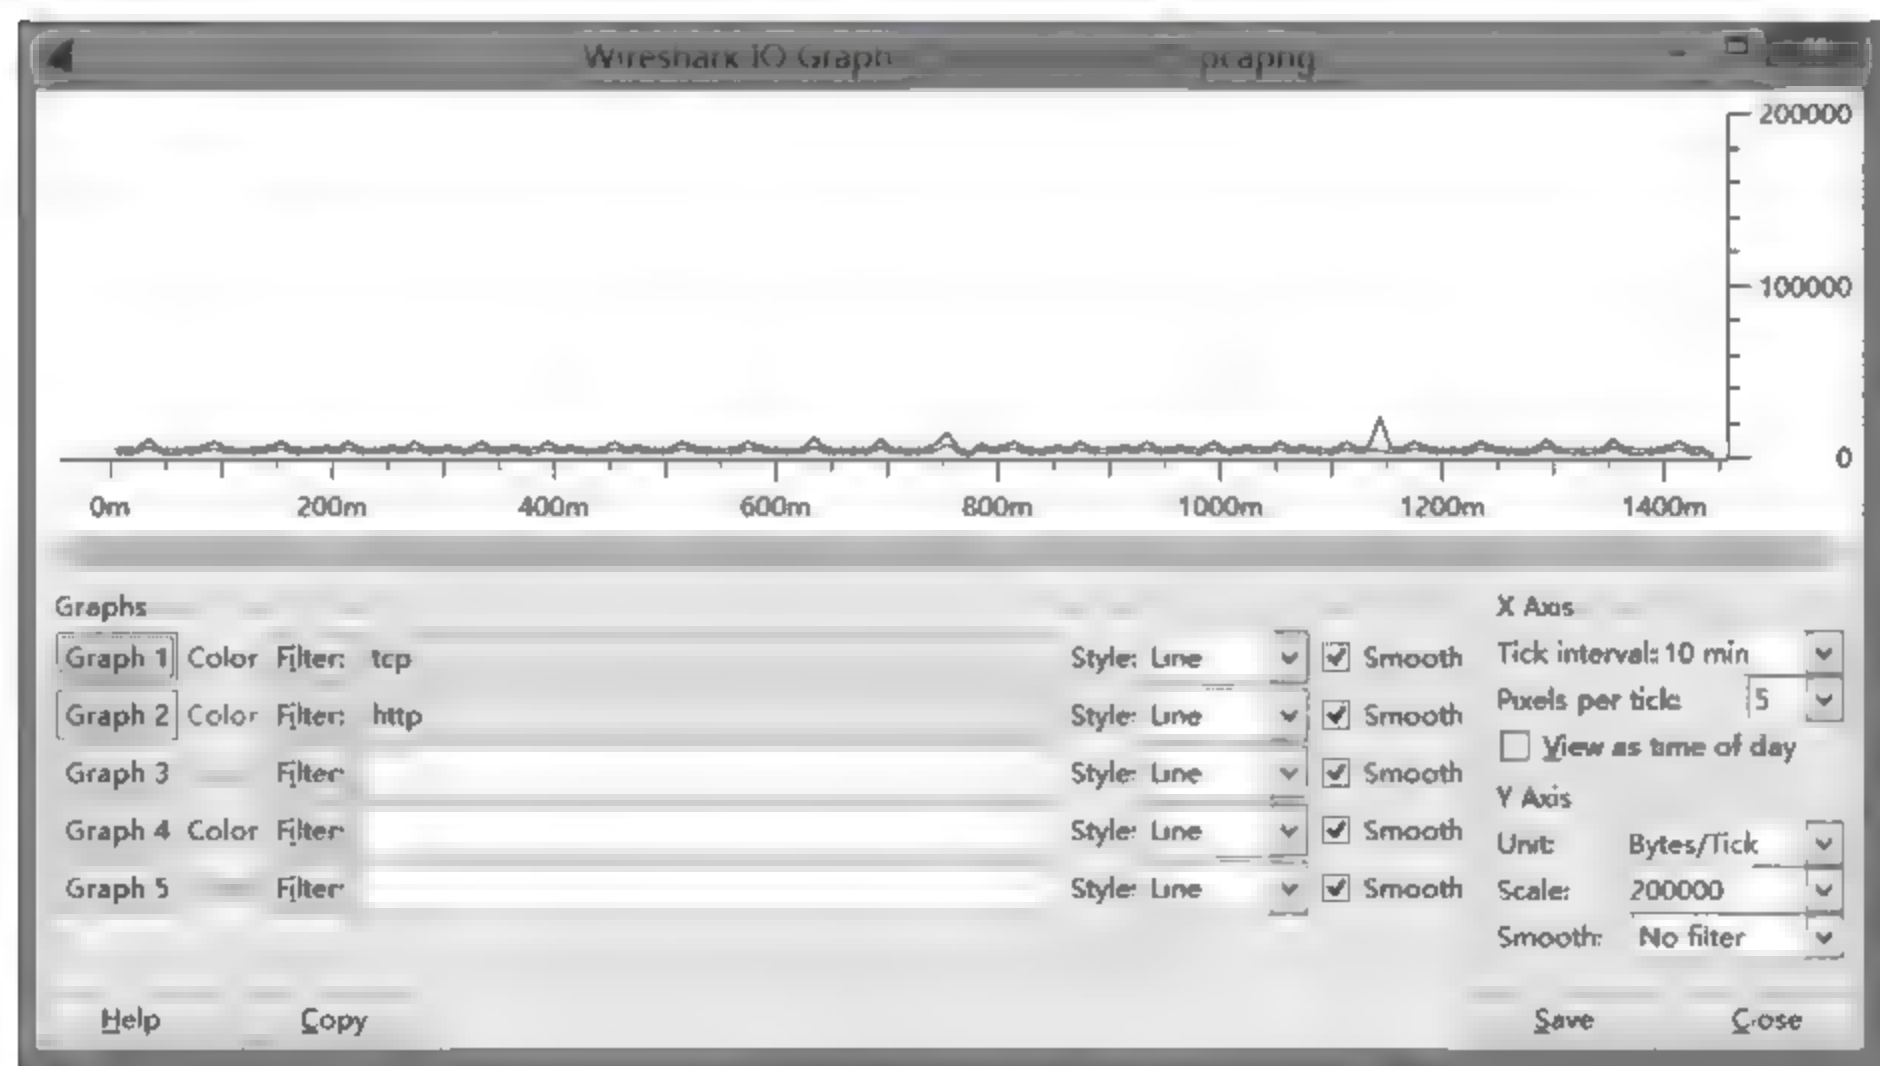 Wireshark IO Graph pcapng
200000
100000
0
0m 200m 400m 600m 800m 1000m 1200m 1400m
Graphs
Graph 1 Color Filter: tcp Style: Line Smooth
Graph 2 Color Filter: http Style: Line Smooth
Graph 3 Filter: Style: Line Smooth
Graph 4 Color Filter: Style: Line Smooth
Graph 5 Filter: Style: Line Smooth
X Axis
Tick interval: 10 min
Pixels per tick: 5
View as time of day
Y Axis
Unit: Bytes/Tick
Scale: 200000
Smooth: No filter
Help Copy Save Close